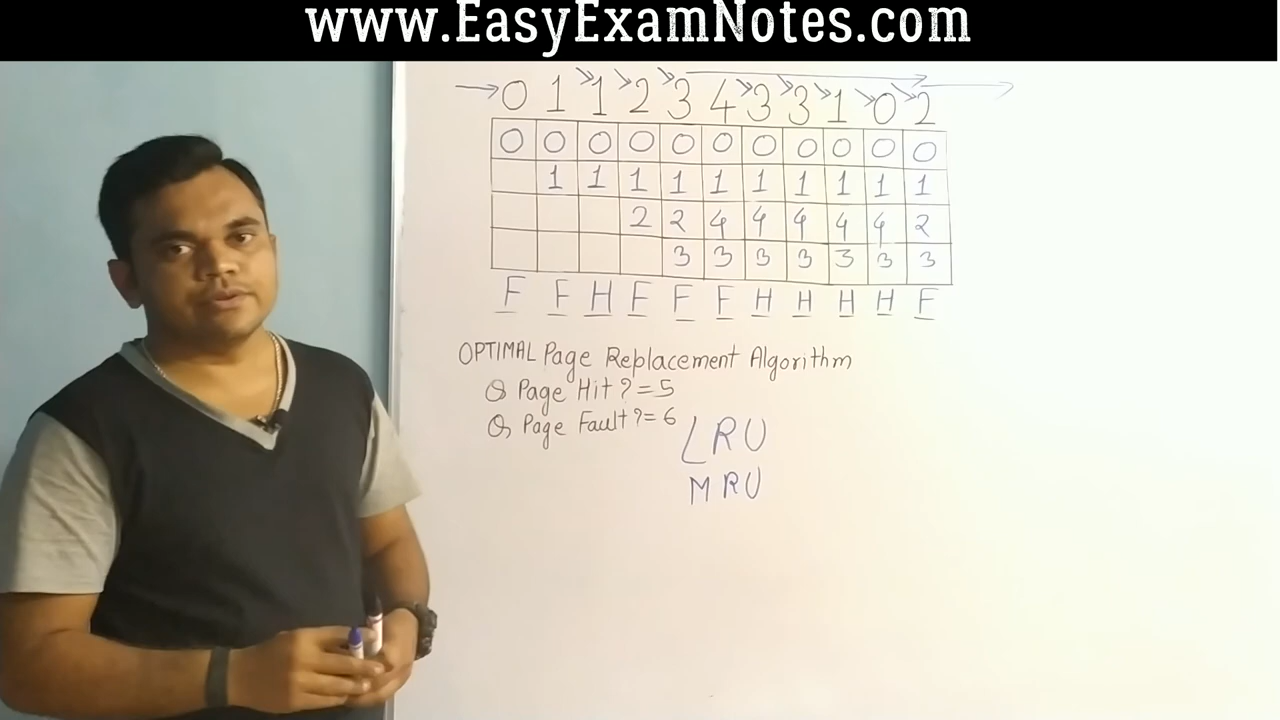 www.EasyExamNotes.com
0 1 1 2 3 4 3 3 1 0 2
0 0 0 0 0 0 0 0 0 0 0
1 1 1 1 1 1 1 1 1 1
2 2 4 4 4 4 4 2
3 3 3 3 3 3 3
F F H F F F H H H H F
OPTIMAL Page Replacement Algorithm
Q Page Hit ? = 5
Q Page Fault ? = 6
LRU
MRU